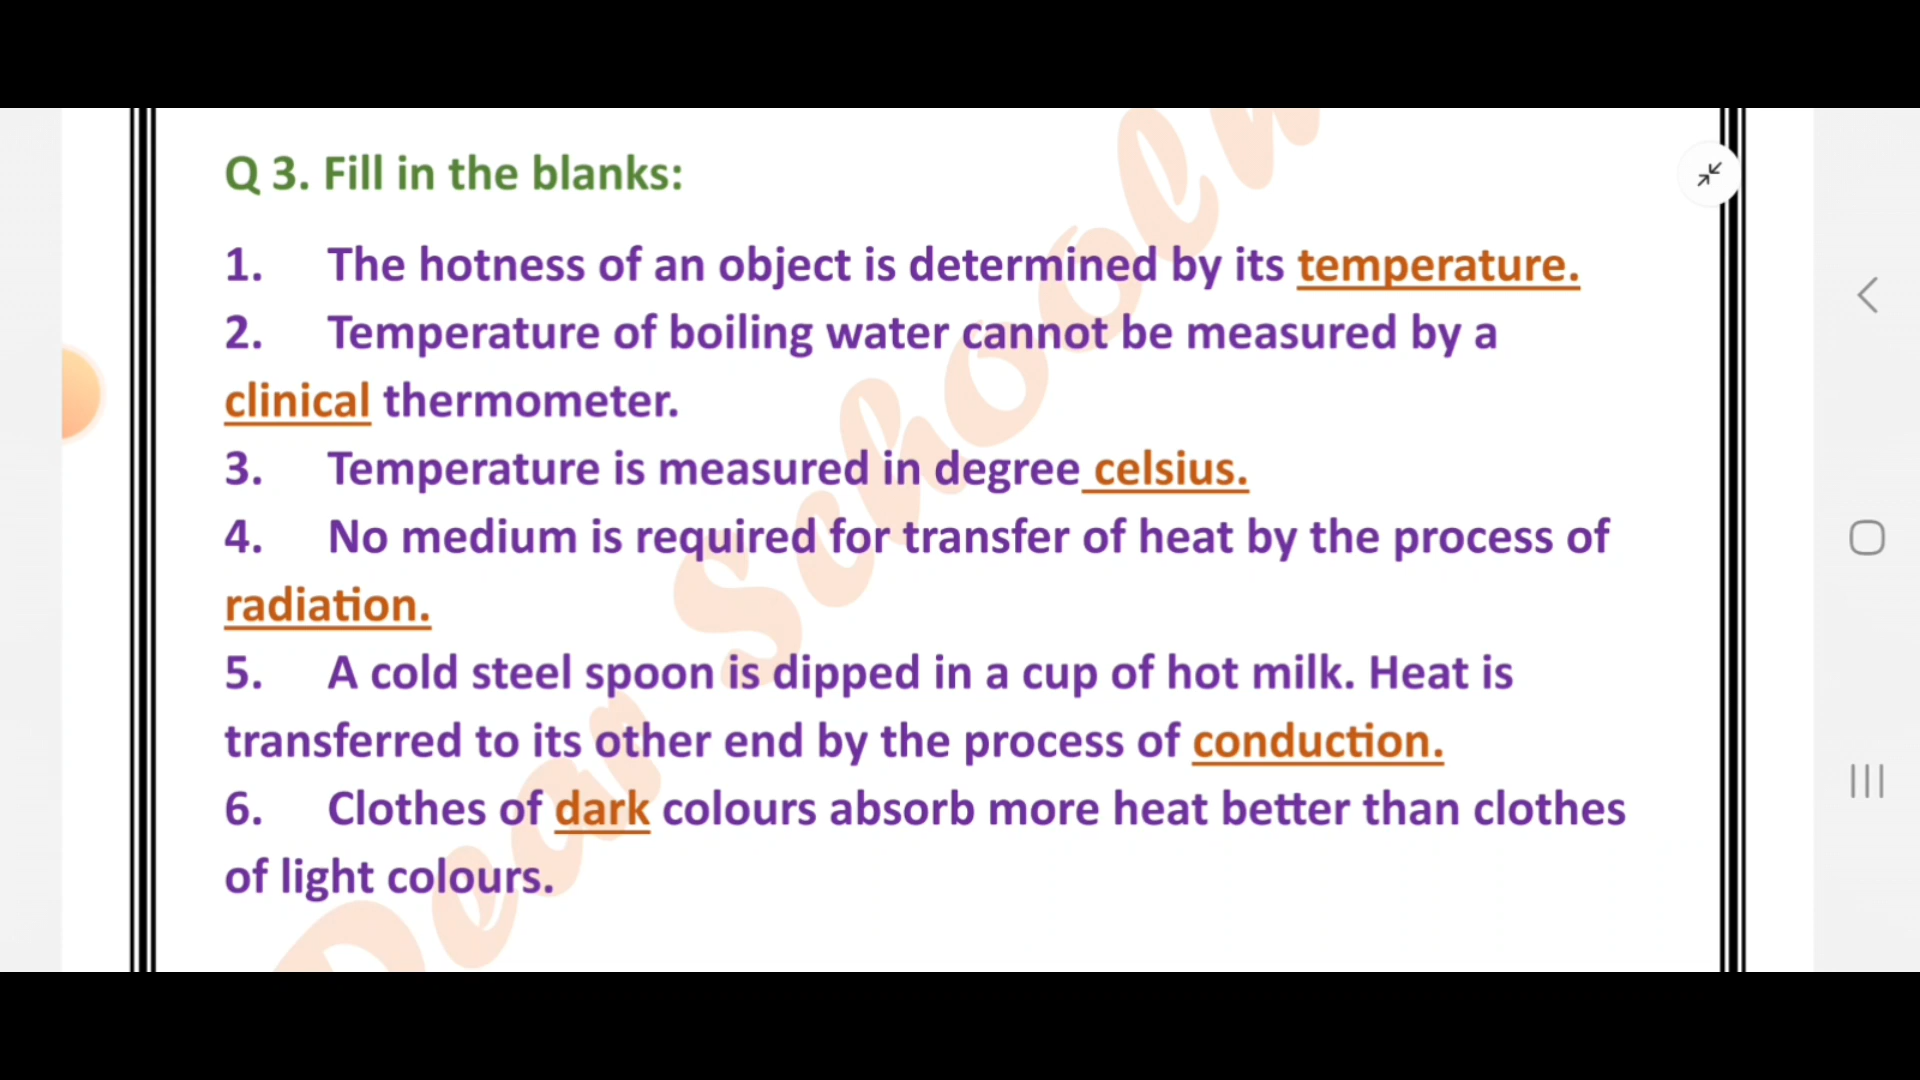 Q 3. Fill in the blanks:
1. The hotness of an object is determined by its temperature.
2. Temperature of boiling water cannot be measured by a
clinical thermometer.
3. Temperature is measured in degree celsius.
4. No medium is required for transfer of heat by the process of
radiation.
5. A cold steel spoon is dipped in a cup of hot milk. Heat is
transferred to its other end by the process of conduction.
6. Clothes of dark colours absorb more heat better than clothes
of light colours.
Dear Schooln